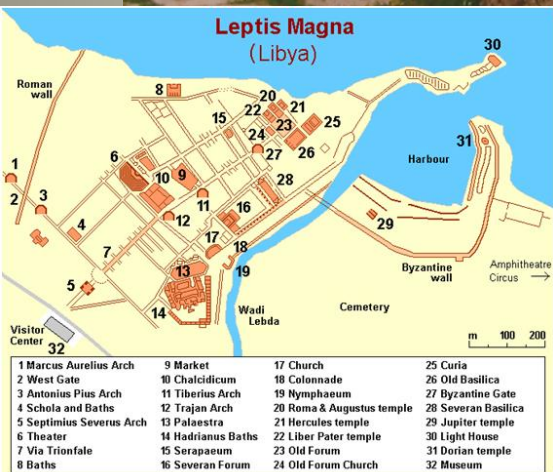 Leptis Magna
(Libya)
30
Roman
wall
8
20
21
22
15
23
25
24
31
27
26
6
Harbour
1
10
9
28
2
3
11
16
12
4
29
7
17
18
13
Byzantine
wall
Amphitheatre
Circus →
5
19
14
Wadi
Lebda
Cemetery
Visitor
Center
32
m 100 200
1 Marcus Aurelius Arch
2 West Gate
3 Antonius Pius Arch
4 Schola and Baths
5 Septimius Severus Arch
6 Theater
7 Via Trionfale
8 Baths
9 Market
10 Chalcidicum
11 Tiberius Arch
12 Trajan Arch
13 Palaestra
14 Hadrianus Baths
15 Serapaeum
16 Severan Forum
17 Church
18 Colonnade
19 Nymphaeum
20 Roma & Augustus temple
21 Hercules temple
22 Liber Pater temple
23 Old Forum
24 Old Forum Church
25 Curia
26 Old Basilica
27 Byzantine Gate
28 Severan Basilica
29 Jupiter temple
30 Light House
31 Dorian temple
32 Museum